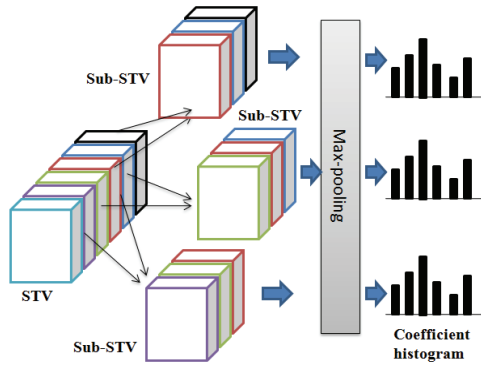 Sub-STV
Sub-STV
Max-pooling
STV
Sub-STV
Coefficient
histogram